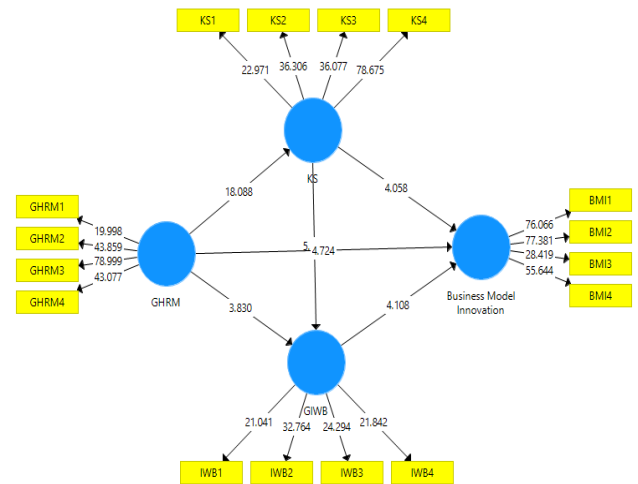 KS1
KS2
KS3
KS4
22.971
36.306
36.077
78.675
KS
18.088
4.058
GHRM1
GHRM2
GHRM3
GHRM4
19.998
43.859
78.999
43.077
GHRM
4.724
BMI1
BMI2
BMI3
BMI4
76.066
77.381
28.419
55.644
Business Model
Innovation
3.830
4.108
GIWB
21.041
32.764
24.294
21.842
IWB1
IWB2
IWB3
IWB4